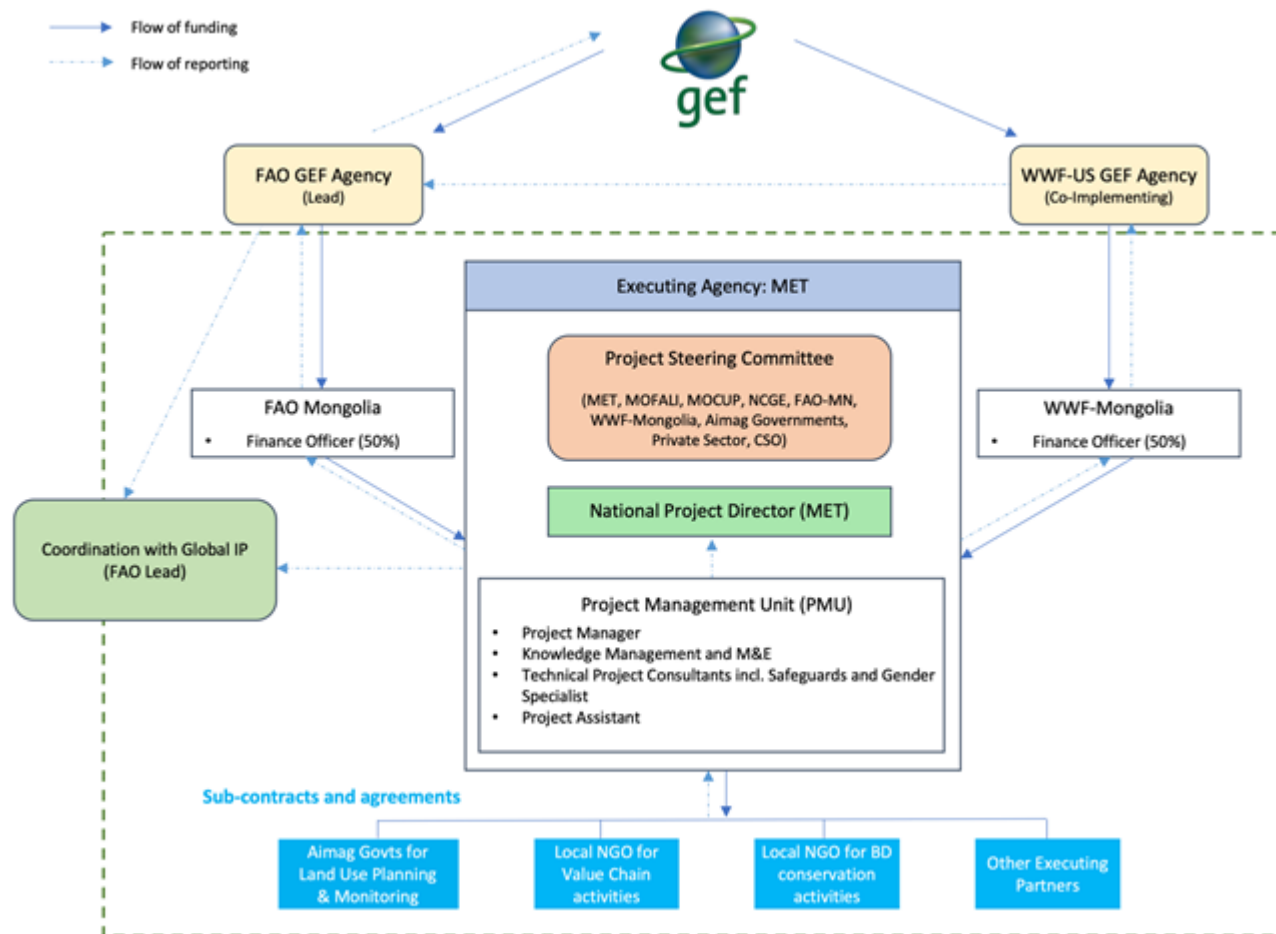 Flow of funding
Flow of reporting
gef
FAO GEF Agency
(Lead)
WWF-US GEF Agency
(Co-Implementing)
Executing Agency: MET
Project Steering Committee
(MET, MOFALI, MOCUP, NCGE, FAO-MN,
WWF-Mongolia, Aimag Governments,
Private Sector, CSO)
FAO Mongolia
• Finance Officer (50%)
WWF-Mongolia
• Finance Officer (50%)
National Project Director (MET)
Coordination with Global IP
(FAO Lead)
Project Management Unit (PMU)
• Project Manager
• Knowledge Management and M&E
• Technical Project Consultants incl. Safeguards and Gender
Specialist
• Project Assistant
Sub-contracts and agreements
Aimag Govts for
Land Use Planning
& Monitoring
Local NGO for
Value Chain
activities
Local NGO for BD
conservation
activities
Other Executing
Partners